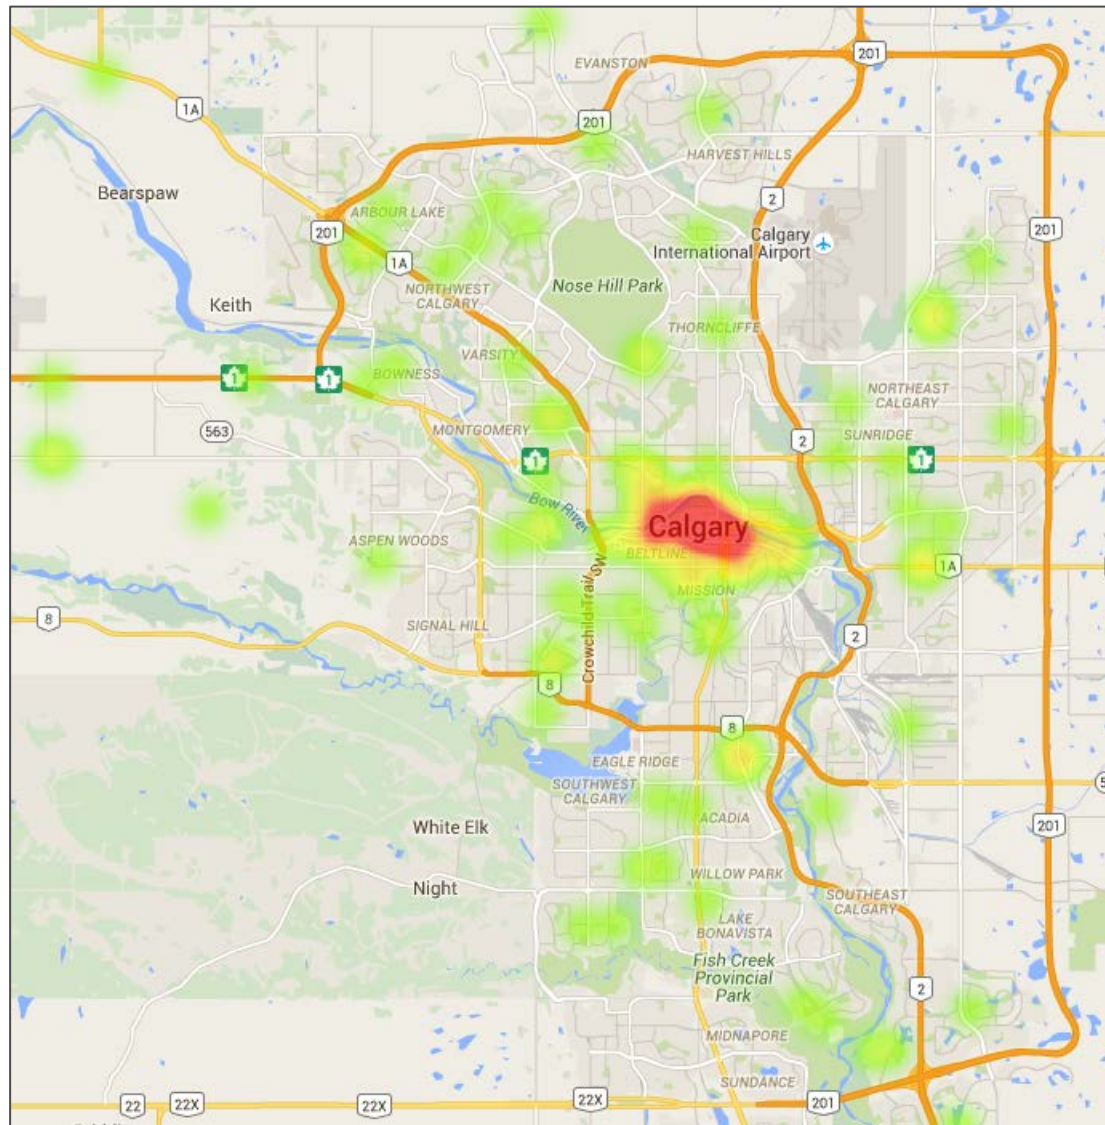 EVANSTON
201
1A
201
HARVEST HILLS
Bearspaw
2
ARBOUR LAKE
201
201
Calgary
International Airport
1A
Nose Hill Park
NORTHWEST
CALGARY
Keith
THORNCLIFFE
VARSITY
1
1
BOWNESS
NORTHEAST
CALGARY
563
MONTGOMERY
2
SUNRIDGE
1
1
Bow River
Calgary
ASPEN WOODS
BELTLINE
1A
MISSION
Crowchild Trail SW
8
SIGNAL HILL
2
8
8
EAGLE RIDGE
SOUTHWEST
CALGARY
5
ACADIA
White Elk
201
WILLOW PARK
Night
SOUTHEAST
CALGARY
LAKE
BONAVISTA
Fish Creek
Provincial
Park
2
MIDNAPORE
SUNDANCE
22
22X
22X
22X
201